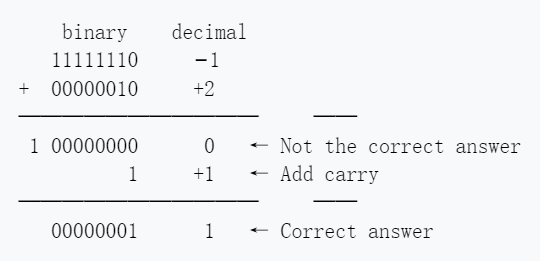 binary decimal
11111110 −1
+ 00000010 +2
1 00000000 0 ← Not the correct answer
1 +1 ← Add carry
00000001 1 ← Correct answer